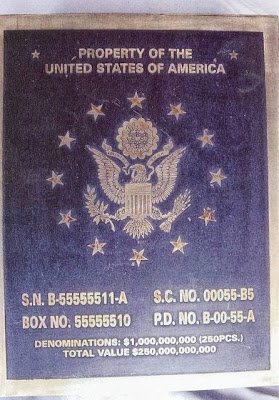 PROPERTY OF THE
UNITED STATES OF AMERICA
S.N. B-55555511-A S.C. NO. 00055-B5
BOX NO. 55555510 P.D. NO. B-00-55-A
DENOMINATIONS: $1,000,000,000 (250PCS.)
TOTAL VALUE $250,000,000,000